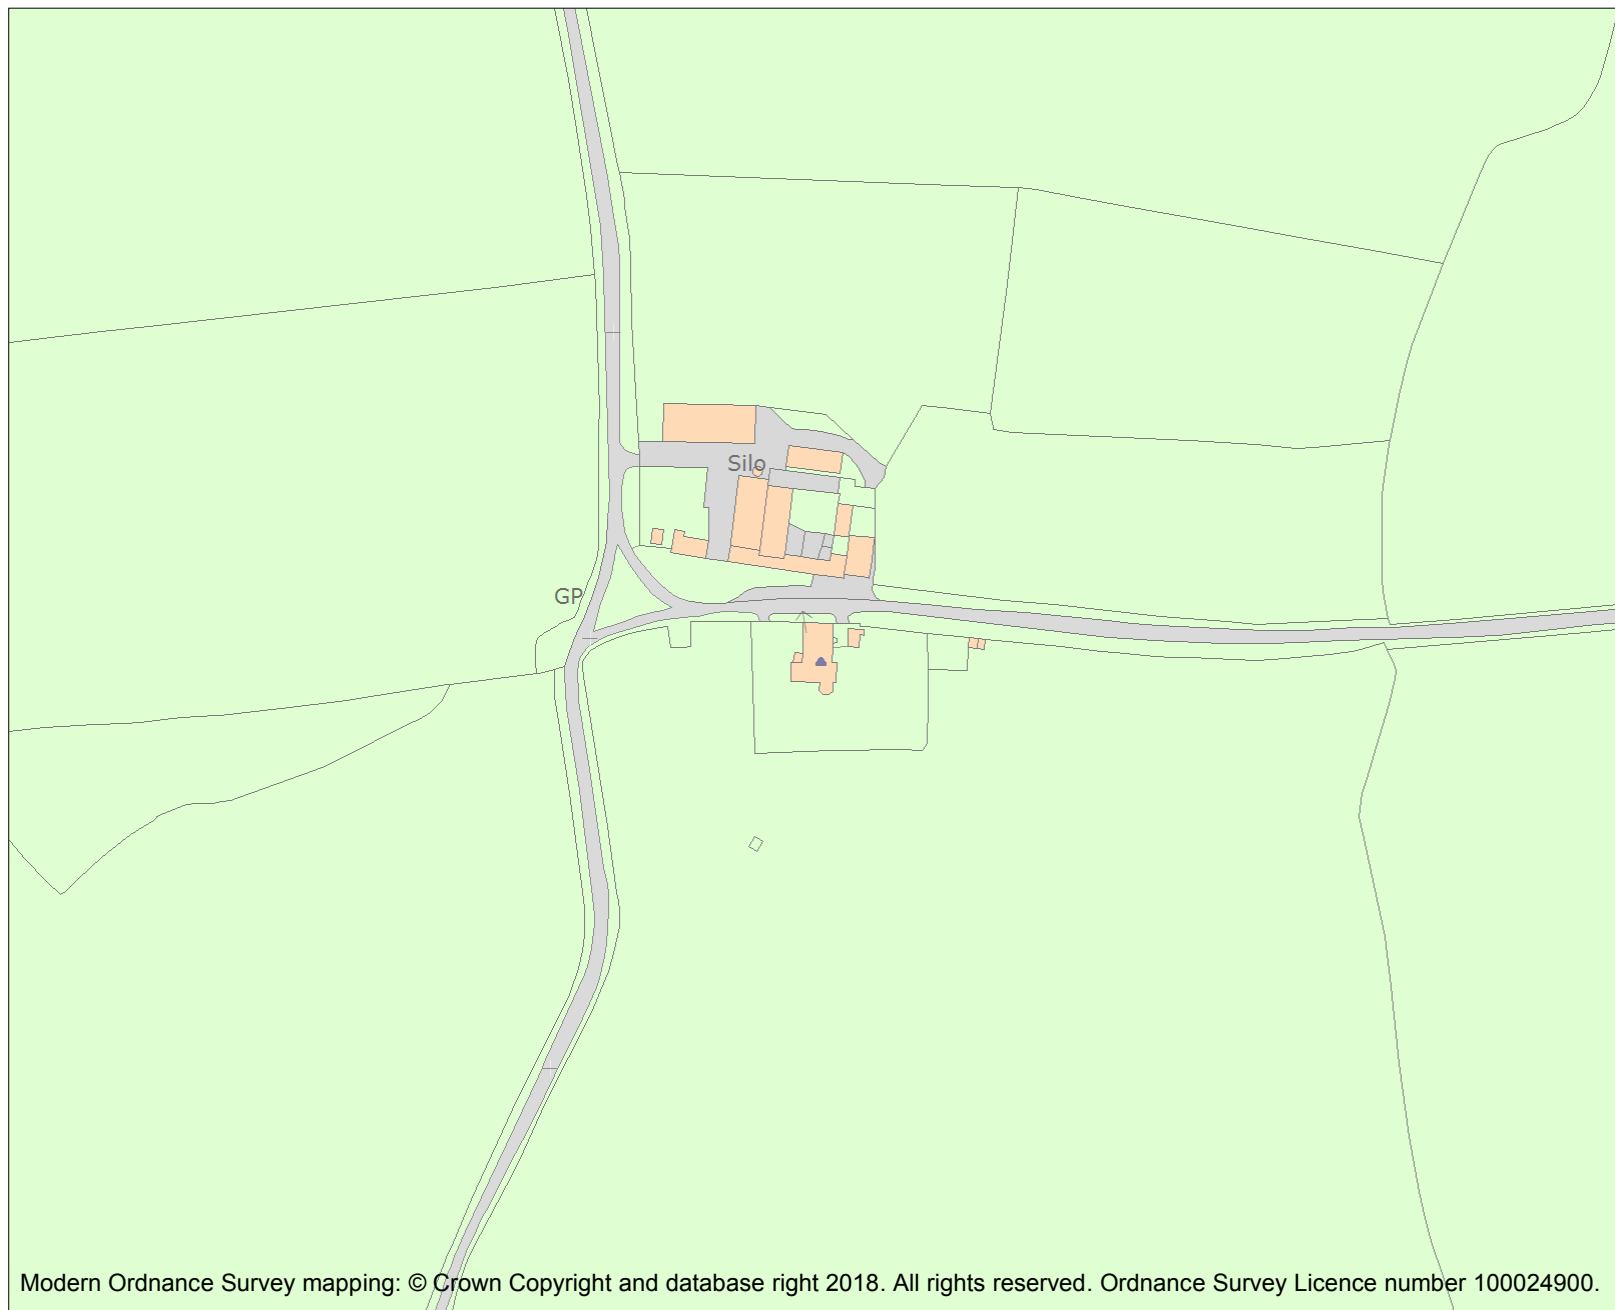 Silo
GP
Modern Ordnance Survey mapping: © Crown Copyright and database right 2018. All rights reserved. Ordnance Survey Licence number 100024900.